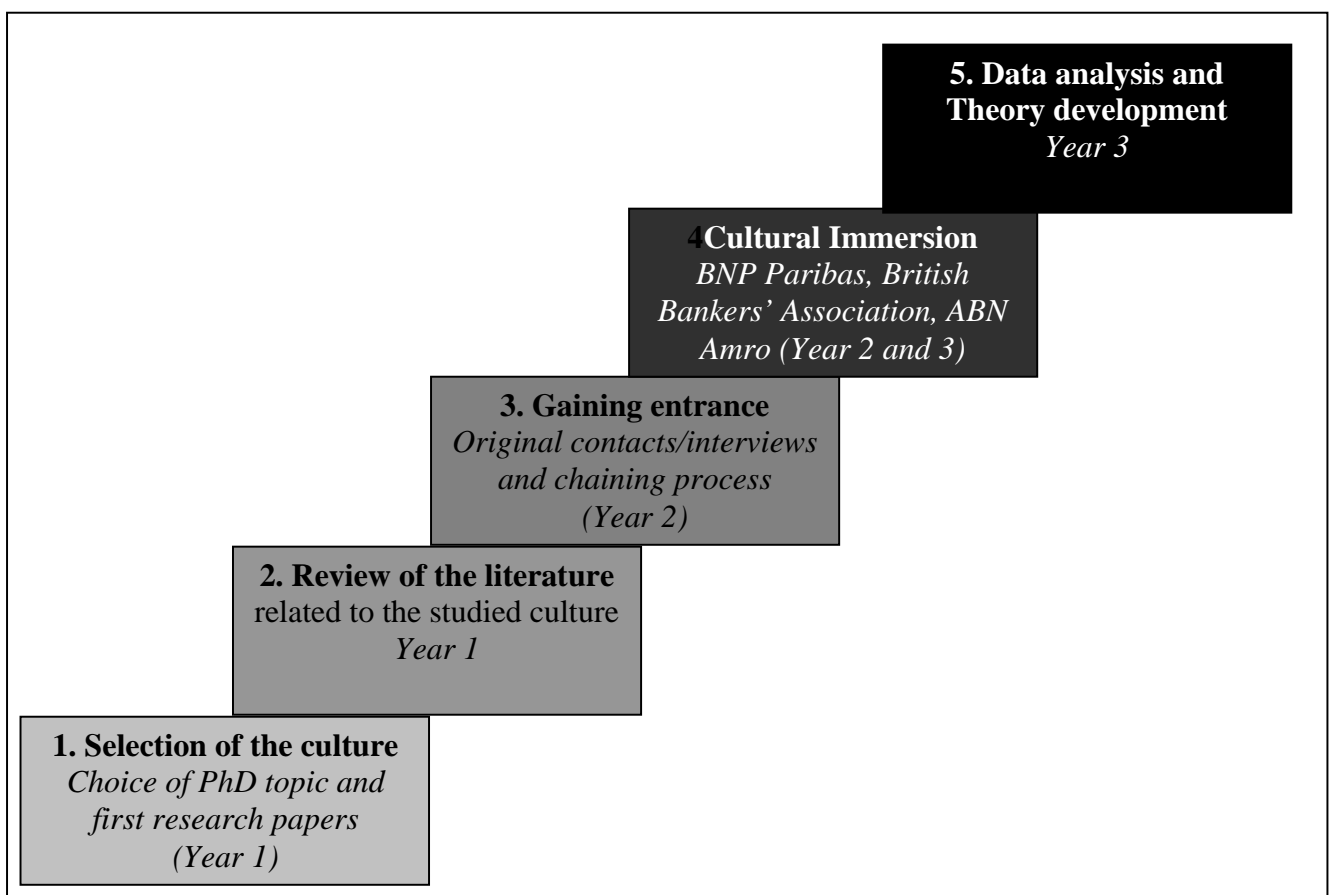 5. Data analysis and
Theory development
Year 3
4Cultural Immersion
BNP Paribas, British
Bankers’ Association, ABN
Amro (Year 2 and 3)
3. Gaining entrance
Original contacts/interviews
and chaining process
(Year 2)
2. Review of the literature
related to the studied culture
Year 1
1. Selection of the culture
Choice of PhD topic and
first research papers
(Year 1)